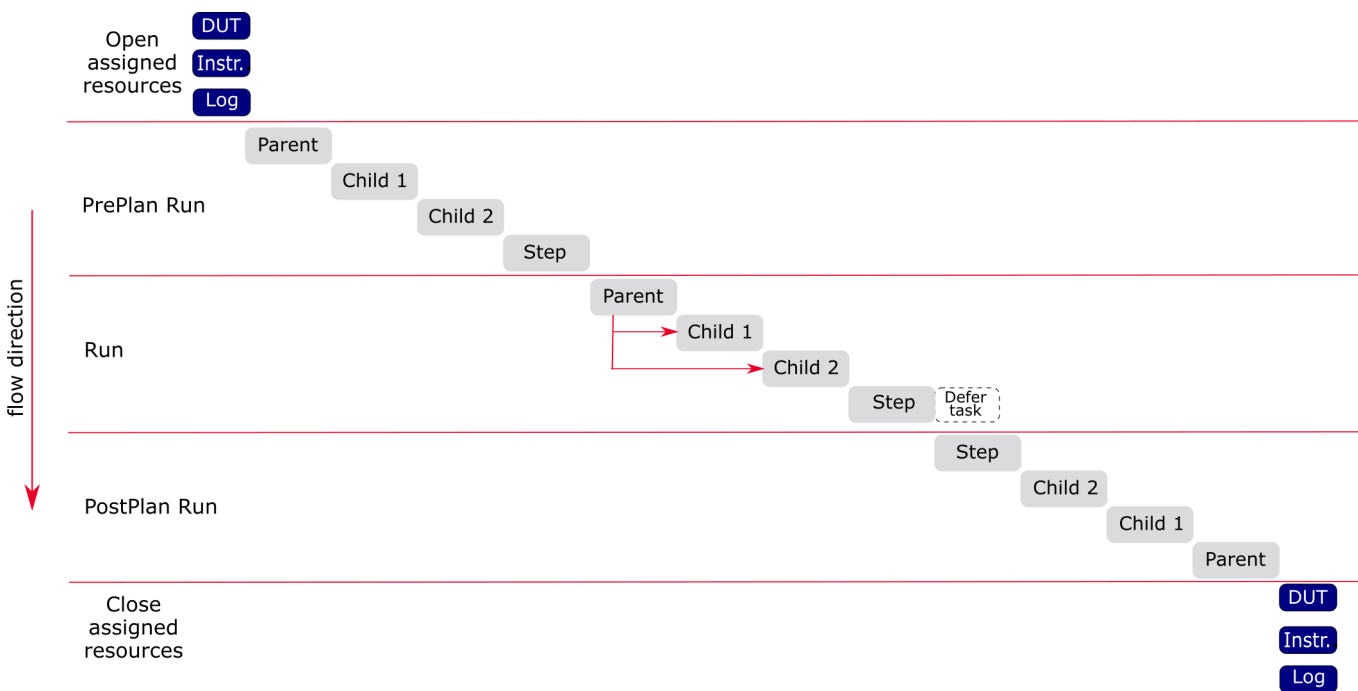 Open
assigned
resources
DUT
Instr.
Log
PrePlan Run
Parent
Child 1
Child 2
Step
flow direction
Run
Parent
Child 1
Child 2
Step
Defer
task
PostPlan Run
Step
Child 2
Child 1
Parent
Close
assigned
resources
DUT
Instr.
Log